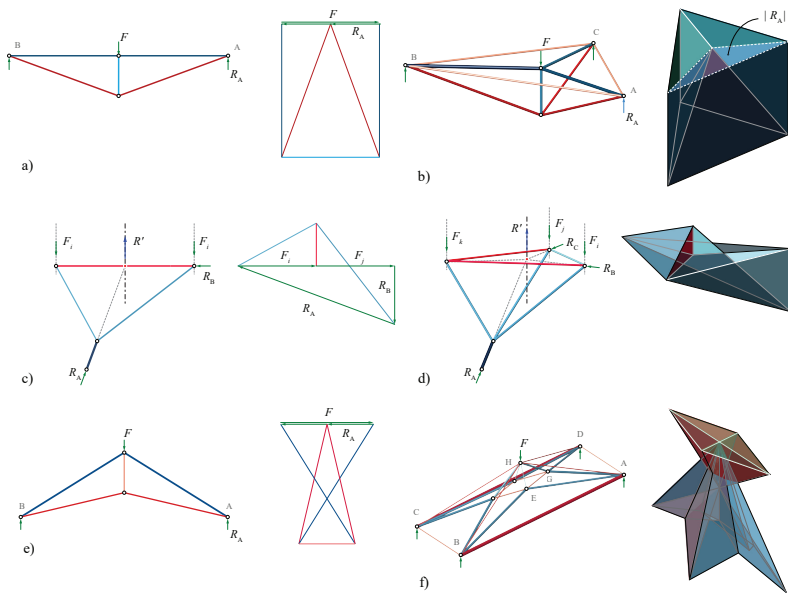 F
B
A
R_A
F
R_A
a)
F
C
B
A
R_A
|R_A|
b)
F_i
R'
F_i
R_B
R_A
F_i
F_j
R_B
R_A
c)
F_k
R'
F_j
F_i
R_C
R_B
R_A
d)
F
B
A
R_A
F
R_A
e)
F
D
H
G
A
E
C
B
f)